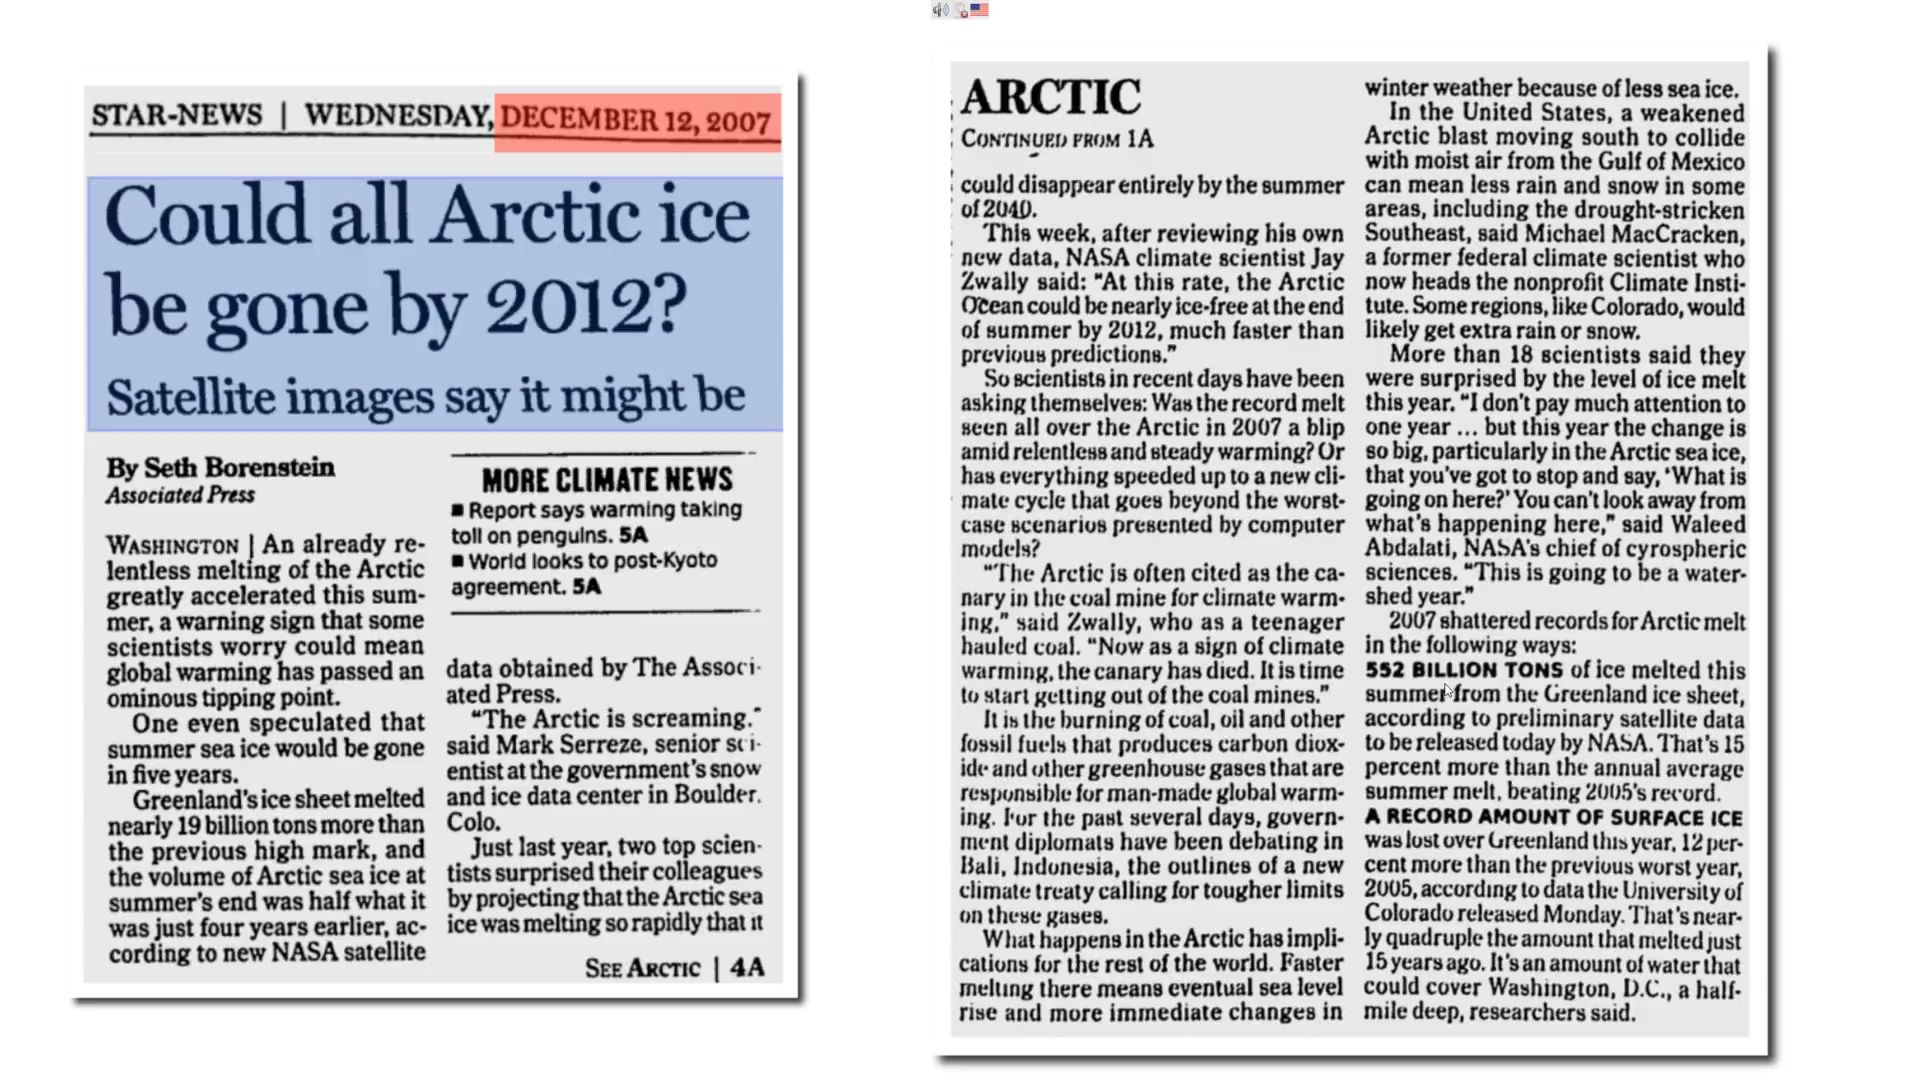 STAR-NEWS | WEDNESDAY, DECEMBER 12, 2007
Could all Arctic ice
be gone by 2012?
Satellite images say it might be
By Seth Borenstein
Associated Press
WASHINGTON | An already re-
lentless melting of the Arctic
greatly accelerated this sum-
mer, a warning sign that some
scientists worry could mean
global warming has passed an
ominous tipping point.
One even speculated that
summer sea ice would be gone
in five years.
Greenland's ice sheet melted
nearly 19 billion tons more than
the previous high mark, and
the volume of Arctic sea ice at
summer's end was half what it
was just four years earlier, ac-
cording to new NASA satellite
MORE CLIMATE NEWS
■ Report says warming taking
toll on penguins. 5A
■ World looks to post-Kyoto
agreement. 5A
data obtained by The Associ-
ated Press.
"The Arctic is screaming,"
said Mark Serreze, senior sci-
entist at the government's snow
and ice data center in Boulder,
Colo.
Just last year, two top scien-
tists surprised their colleagues
by projecting that the Arctic sea
ice was melting so rapidly that it
SEE ARCTIC | 4A
ARCTIC
CONTINUED FROM 1A
could disappear entirely by the summer
of 2040.
This week, after reviewing his own
new data, NASA climate scientist Jay
Zwally said: "At this rate, the Arctic
Ocean could be nearly ice-free at the end
of summer by 2012, much faster than
previous predictions."
So scientists in recent days have been
asking themselves: Was the record melt
seen all over the Arctic in 2007 a blip
amid relentless and steady warming? Or
has everything speeded up to a new cli-
mate cycle that goes beyond the worst-
case scenarios presented by computer
models?
"The Arctic is often cited as the ca-
nary in the coal mine for climate warm-
ing," said Zwally, who as a teenager
hauled coal. "Now as a sign of climate
warming, the canary has died. It is time
to start getting out of the coal mines."
It is the burning of coal, oil and other
fossil fuels that produces carbon diox-
ide and other greenhouse gases that are
responsible for man-made global warm-
ing. For the past several days, govern-
ment diplomats have been debating in
Bali, Indonesia, the outlines of a new
climate treaty calling for tougher limits
on these gases.
What happens in the Arctic has impli-
cations for the rest of the world. Faster
melting there means eventual sea level
rise and more immediate changes in
winter weather because of less sea ice.
In the United States, a weakened
Arctic blast moving south to collide
with moist air from the Gulf of Mexico
can mean less rain and snow in some
areas, including the drought-stricken
Southeast, said Michael MacCracken,
a former federal climate scientist who
now heads the nonprofit Climate Insti-
tute. Some regions, like Colorado, would
likely get extra rain or snow.
More than 18 scientists said they
were surprised by the level of ice melt
this year. "I don't pay much attention to
one year ... but this year the change is
so big, particularly in the Arctic sea ice,
that you've got to stop and say, 'What is
going on here?' You can't look away from
what's happening here," said Waleed
Abdalati, NASA's chief of cyrospheric
sciences. "This is going to be a water-
shed year."
2007 shattered records for Arctic melt
in the following ways:
552 BILLION TONS of ice melted this
summer from the Greenland ice sheet,
according to preliminary satellite data
to be released today by NASA. That's 15
percent more than the annual average
summer melt, beating 2005's record.
A RECORD AMOUNT OF SURFACE ICE
was lost over Greenland this year, 12 per-
cent more than the previous worst year,
2005, according to data the University of
Colorado released Monday. That's near-
ly quadruple the amount that melted just
15 years ago. It's an amount of water that
could cover Washington, D.C., a half-
mile deep, researchers said.